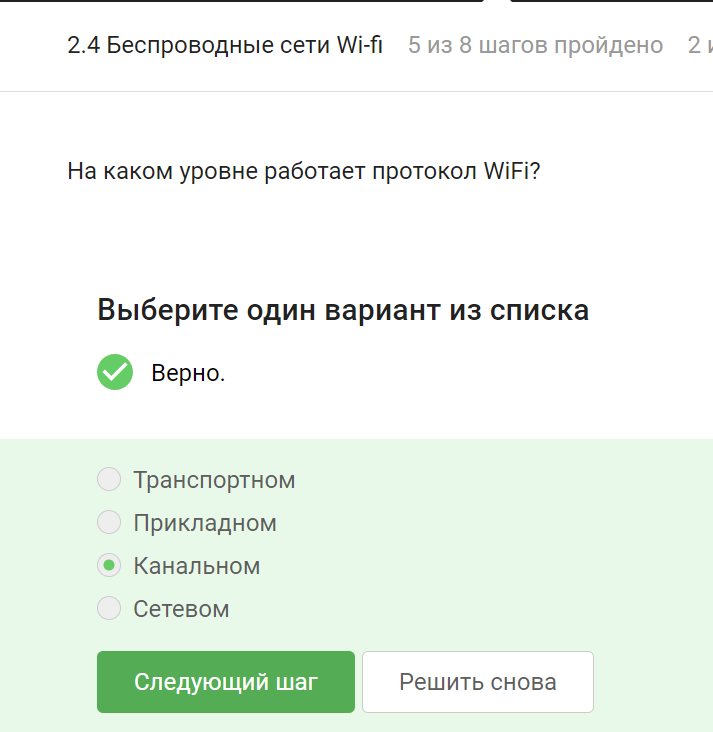 2.4 Беспроводные сети Wi-fi 5 из 8 шагов пройдено 2
На каком уровне работает протокол WiFi?
Выберите один вариант из списка
Верно.
Транспортном
Прикладном
Канальном
Сетевом
Следующий шаг Решить снова